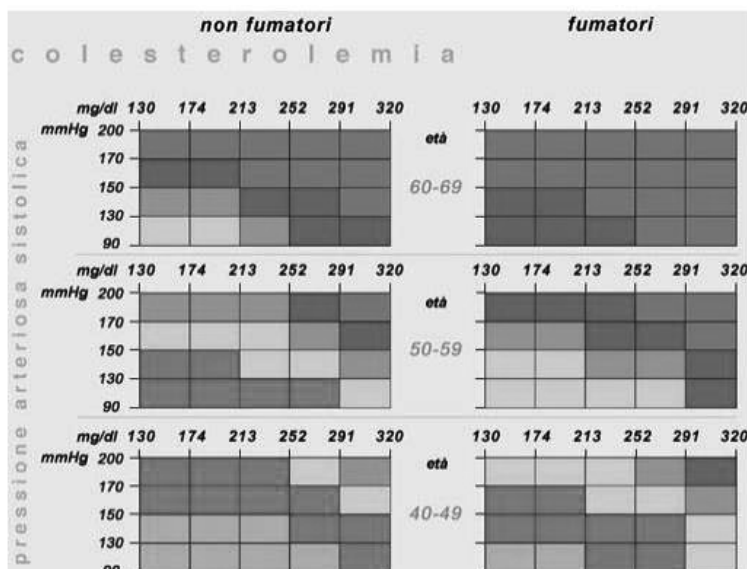 non fumatori fumatori
colesterolemia
mg/dl 130 174 213 252 291 320 130 174 213 252 291 320
mmHg 200 età
170
150 60-69
130
90
mg/dl 130 174 213 252 291 320 130 174 213 252 291 320
mmHg 200 età
170
150 50-59
130
90
mg/dl 130 174 213 252 291 320 130 174 213 252 291 320
mmHg 200 età
170
150 40-49
130
90
pressione arteriosa sistolica